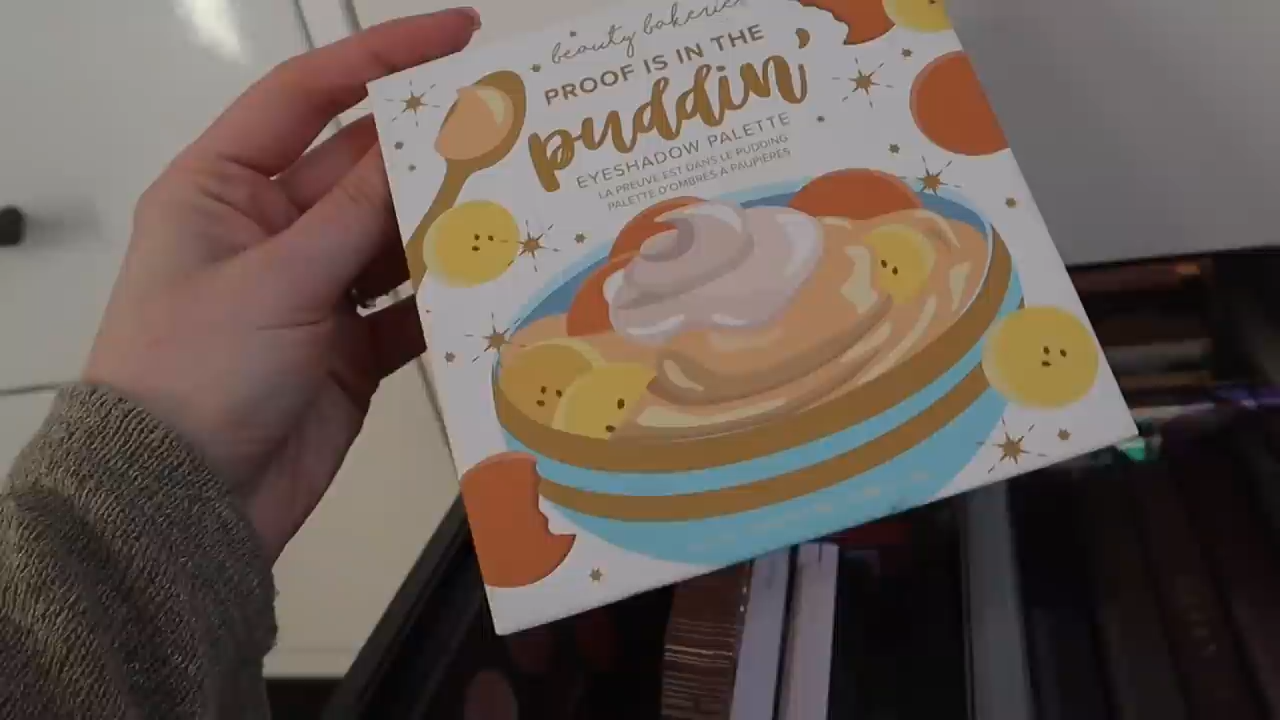 beauty bakerie
PROOF IS IN THE
puddin'
EYESHADOW PALETTE
LA PREUVE EST DANS LE PUDDING
PALETTE D'OMBRES À PAUPIÈRES